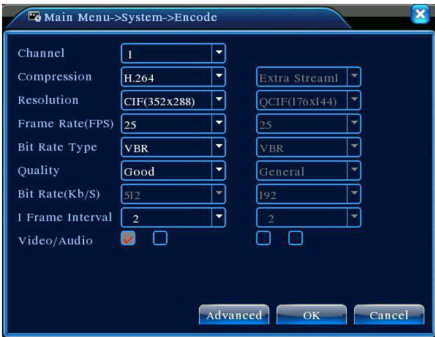 Main Menu->System->Encode
Channel 1
Compression H.264 Extra Stream1
Resolution CIF(352x288) QCIF(176x144)
Frame Rate(FPS) 25 25
Bit Rate Type VBR VBR
Quality Good General
Bit Rate(Kb/S) 512 192
I Frame Interval 2 2
Video/Audio
Advanced OK Cancel